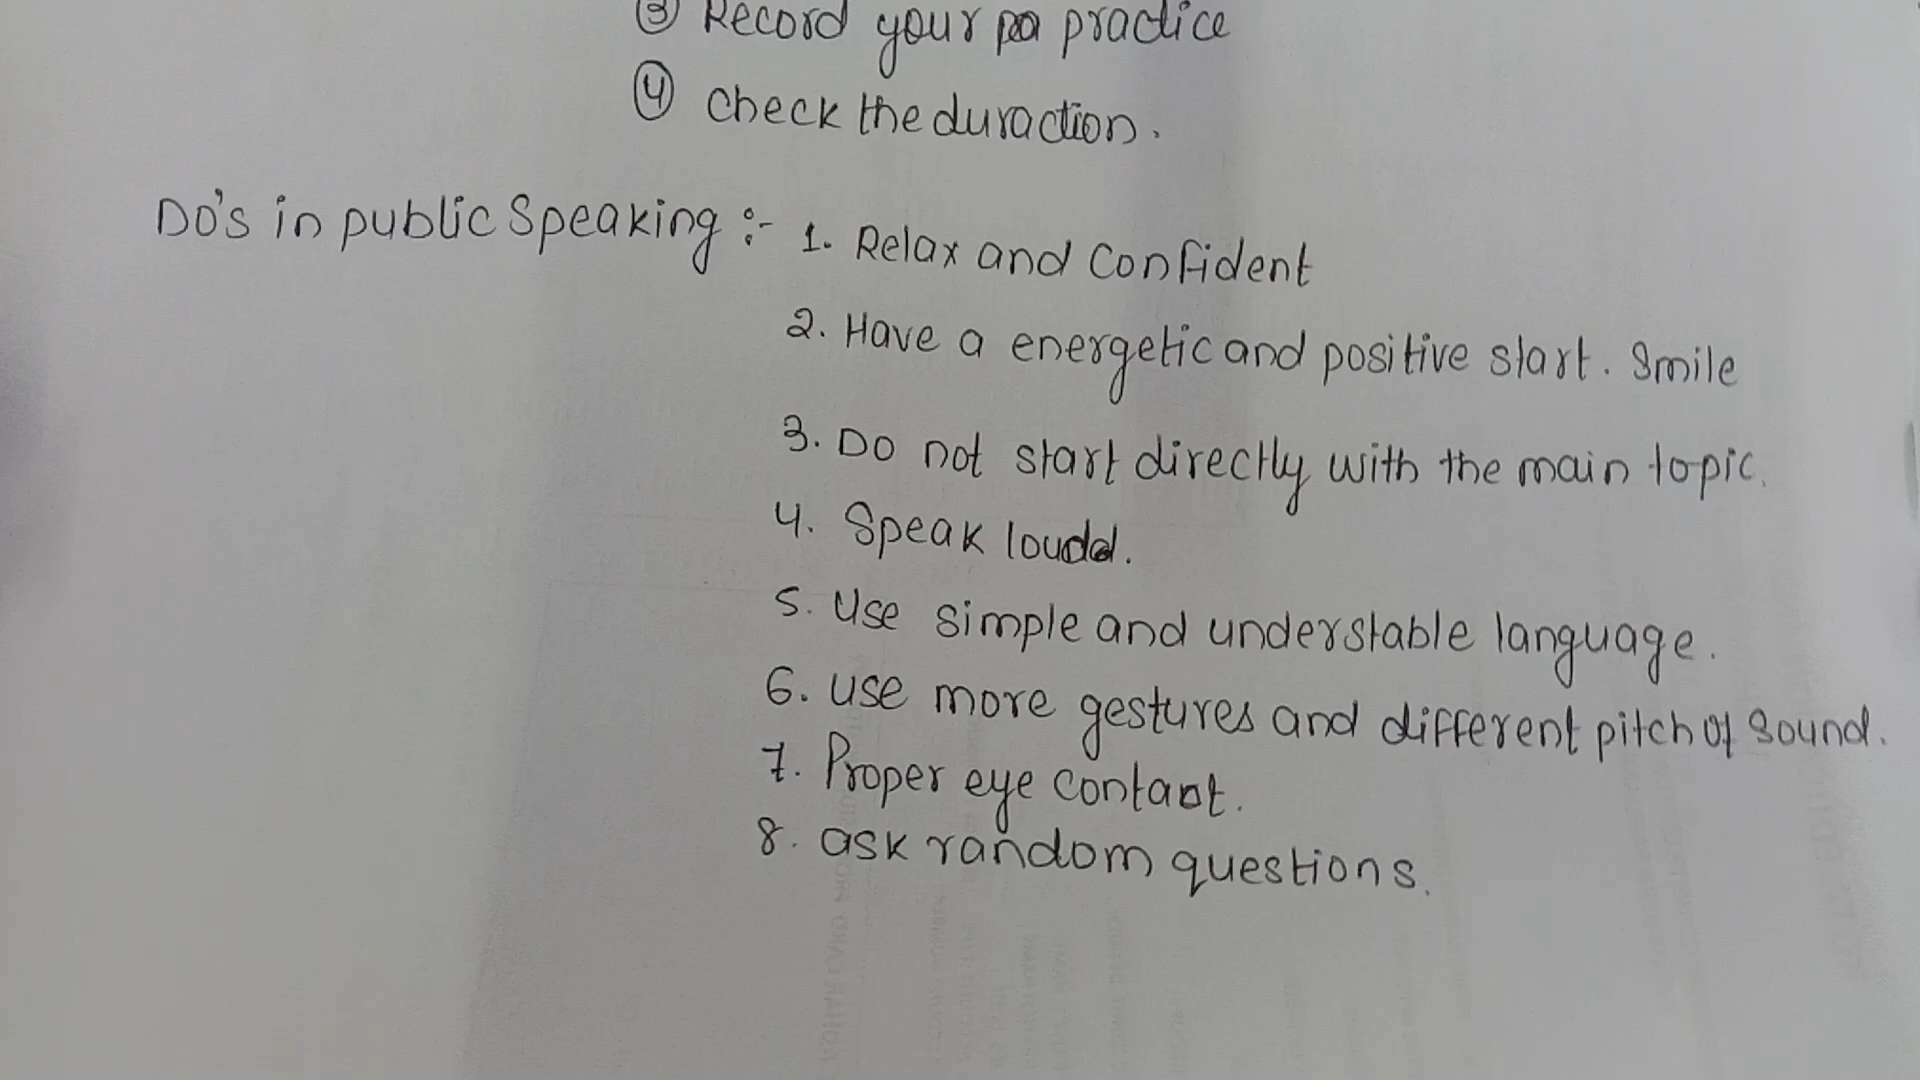 ③ Record your practice
④ check the duraction.
Do's in public Speaking :- 1. Relax and Confident
2. Have a energetic and positive start. Smile
3. Do not start directly with the main topic.
4. Speak loud.
5. Use simple and understable language.
6. use more gestures and different pitch of sound.
7. Proper eye contact.
8. ask random questions.